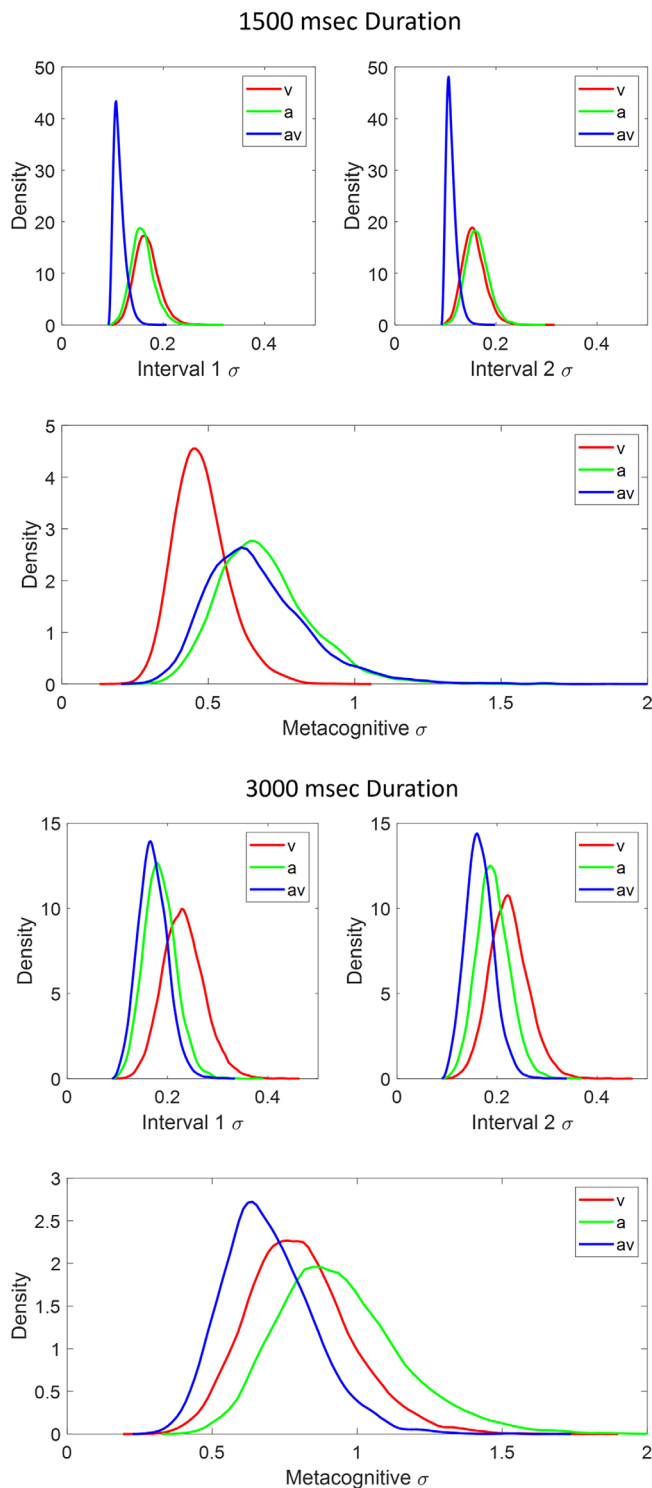 1500 msec Duration
50
40
30
20
10
0
Density
v
a
av
0
0.2
0.4
Interval 1 σ
50
40
30
20
10
0
Density
v
a
av
0
0.2
0.4
Interval 2 σ
5
4
3
2
1
0
Density
v
a
av
0
0.5
1
1.5
2
Metacognitive σ
3000 msec Duration
15
10
5
0
Density
v
a
av
0
0.2
0.4
Interval 1 σ
15
10
5
0
Density
v
a
av
0
0.2
0.4
Interval 2 σ
3
2.5
2
1.5
1
0.5
0
Density
v
a
av
0
0.5
1
1.5
2
Metacognitive σ